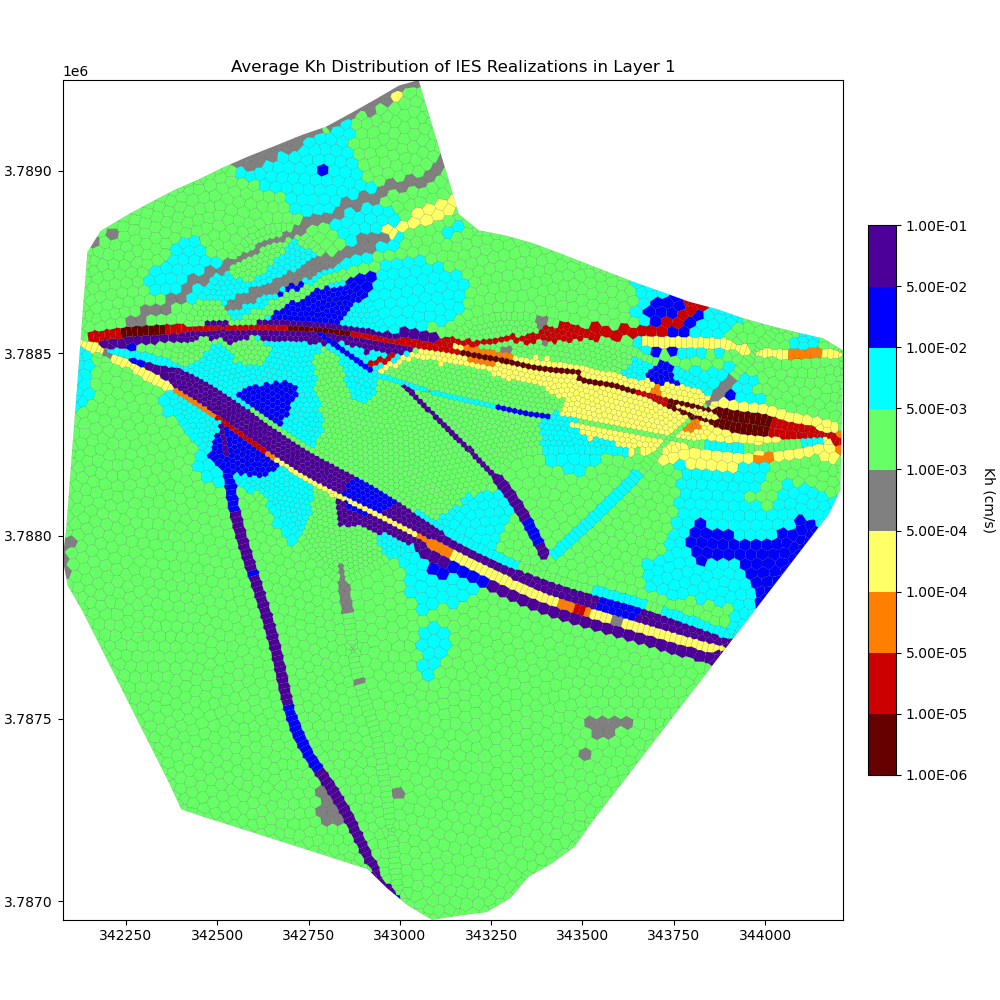 Average Kh Distribution of IES Realizations in Layer 1
1e6
3.7890
3.7885
3.7880
3.7875
3.7870
342250 342500 342750 343000 343250 343500 343750 344000
1.00E-01
5.00E-02
1.00E-02
5.00E-03
1.00E-03
5.00E-04
1.00E-04
5.00E-05
1.00E-05
1.00E-06
Kh (cm/s)